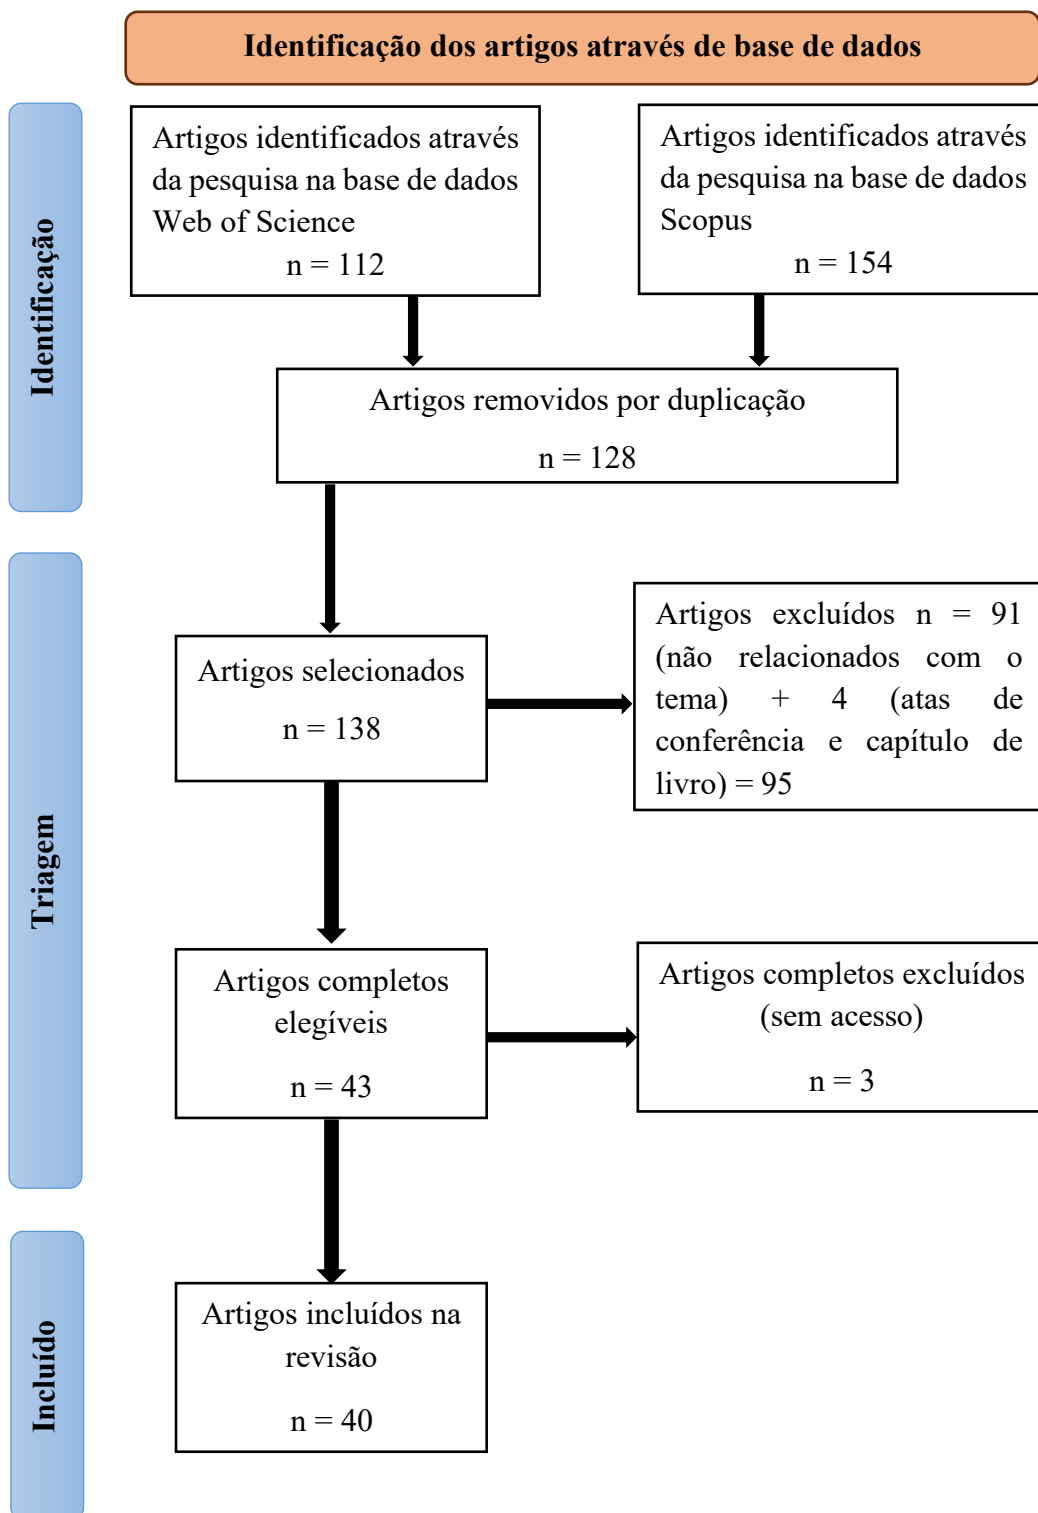 Identificação dos artigos através de base de dados
Identificação
Artigos identificados através
da pesquisa na base de dados
Web of Science
n = 112
Artigos identificados através
da pesquisa na base de dados
Scopus
n = 154
Artigos removidos por duplicação
n = 128
Triagem
Artigos selecionados
n = 138
Artigos excluídos n = 91
(não relacionados com o
tema) + 4 (atas de
conferência e capítulo de
livro) = 95
Artigos completos
elegíveis
n = 43
Artigos completos excluídos
(sem acesso)
n = 3
Incluído
Artigos incluídos na
revisão
n = 40